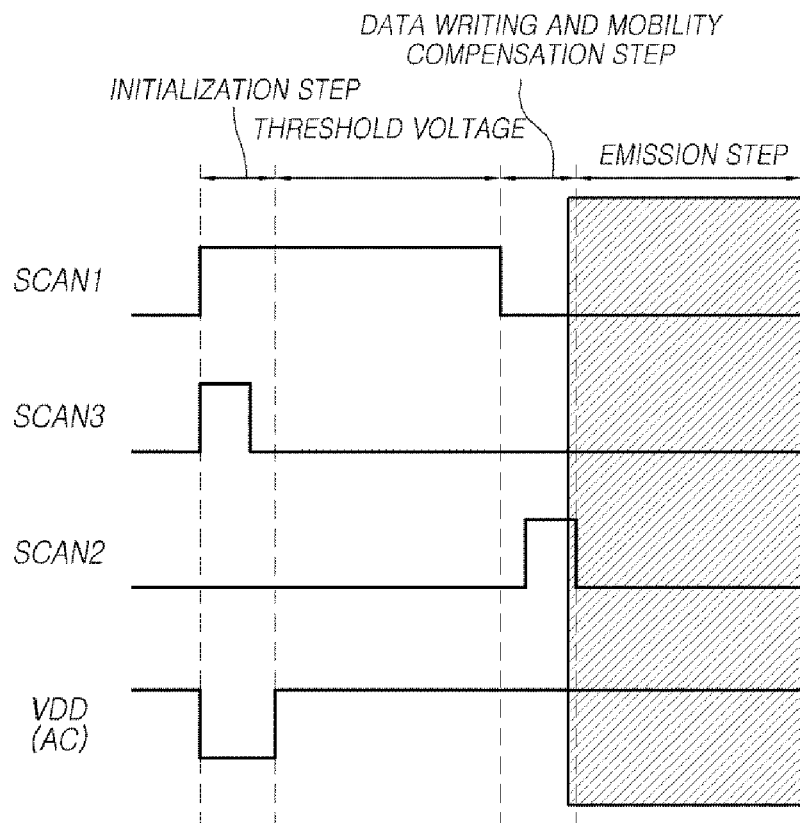 DATA WRITING AND MOBILITY
COMPENSATION STEP
INITIALIZATION STEP
THRESHOLD VOLTAGE
EMISSION STEP
SCAN1
SCAN3
SCAN2
VDD
(AC)